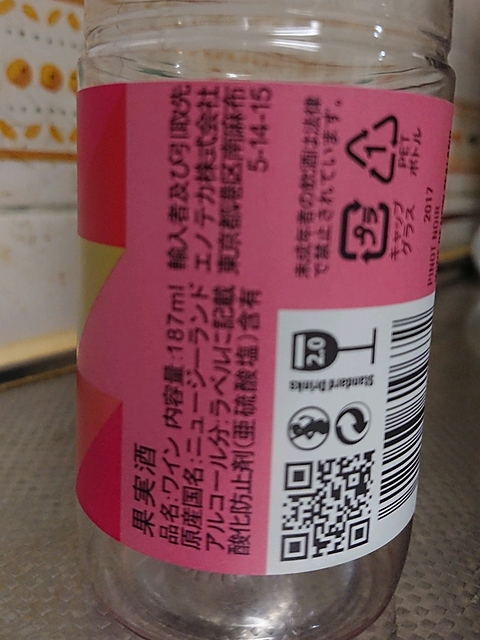 果実酒
品名:ワイン 内容量:187ml
原産国名:ニュージーランド
アルコール分 ラベルに記載
酸化防止剤(亜硫酸塩)含有
輸入者及び引取先
エノテカ株式会社
東京都港区南麻布
5-14-15
未成年者の飲酒は法律
で禁止されています。
1
PET
ボトル
プラ
キャップ
グラス
2017
PINOT NOIR
2.0
Standard Drinks